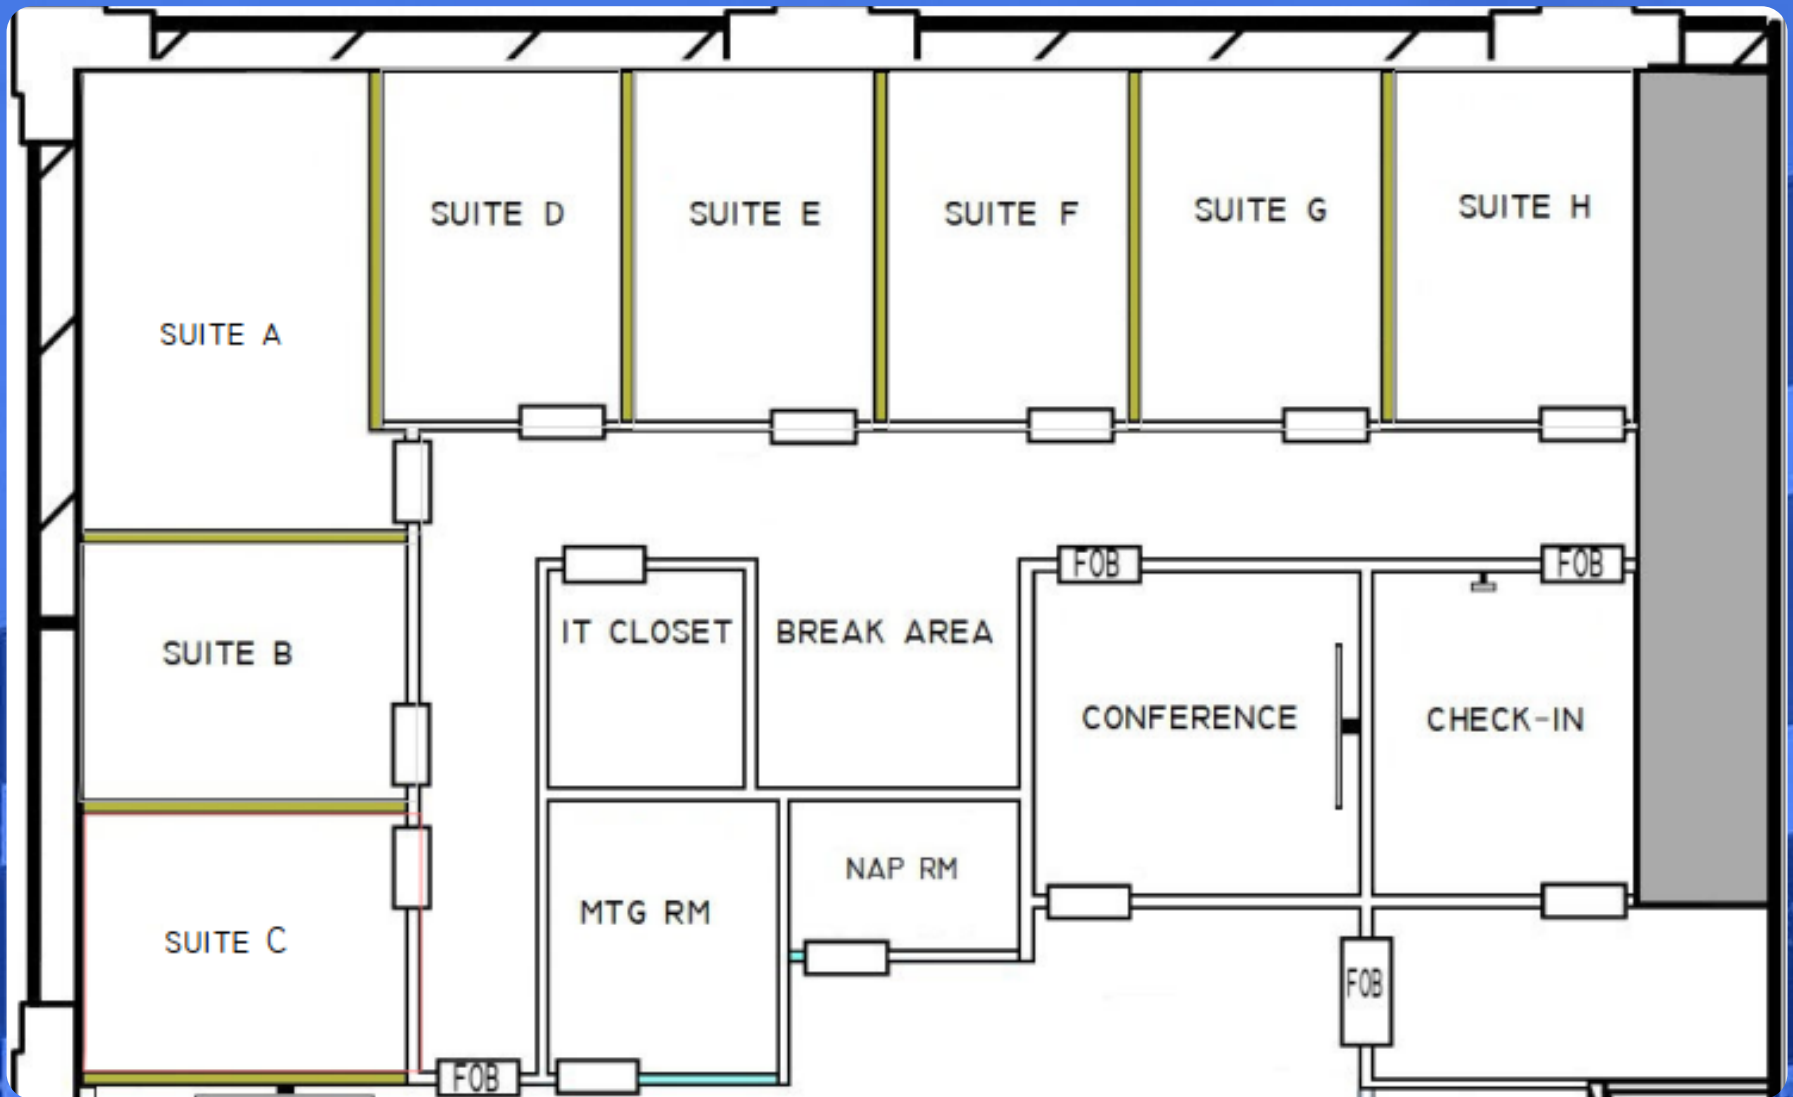 SUITE D
SUITE E
SUITE F
SUITE G
SUITE H
SUITE A
FOB
FOB
IT CLOSET
BREAK AREA
SUITE B
CONFERENCE
CHECK-IN
NAP RM
MTG RM
SUITE C
FOB
FOB